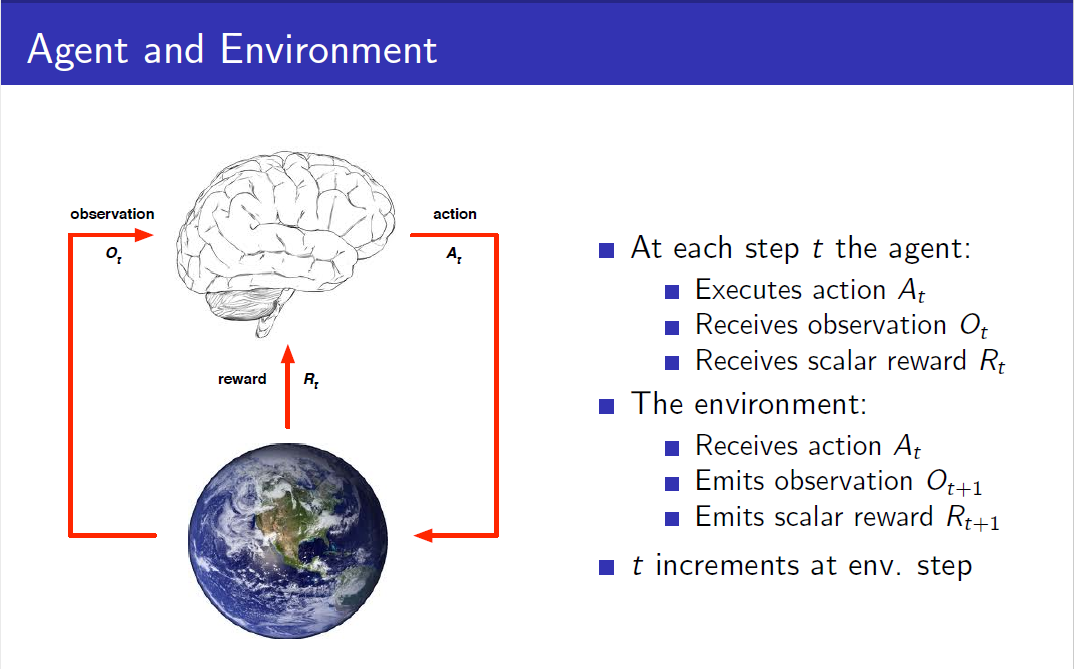 Agent and Environment
observation
O_t
action
A_t
reward
R_t
At each step t the agent:
Executes action A_t
Receives observation O_t
Receives scalar reward R_t
The environment:
Receives action A_t
Emits observation O_{t+1}
Emits scalar reward R_{t+1}
t increments at env. step